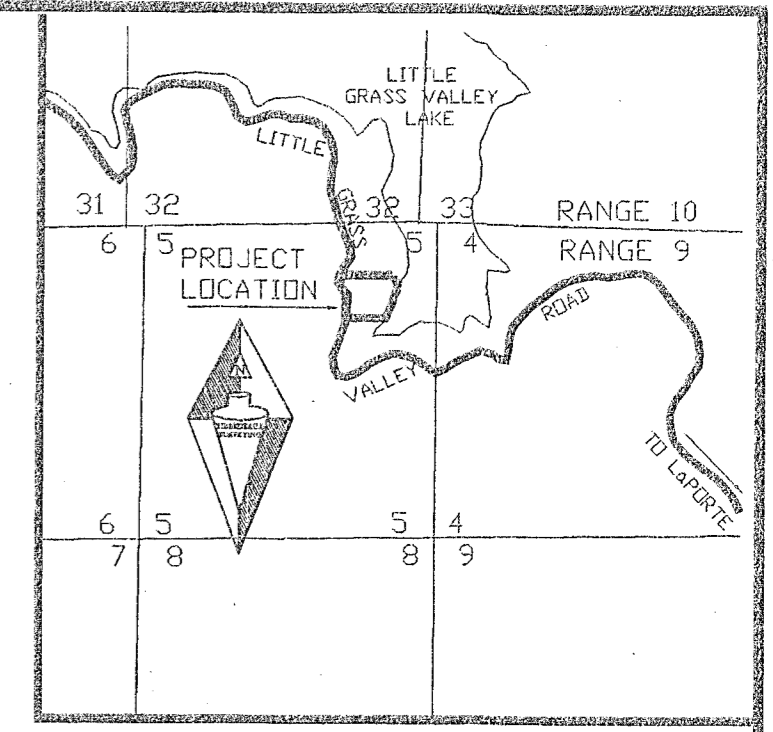 LITTLE
GRASS VALLEY
LAKE
LITTLE
GRASS
31 32
32 33
RANGE 10
6 5
5 4
RANGE 9
PROJECT
LOCATION
N
SURVEYING
VALLEY
ROAD
TO LaPORTE
6 5
5 4
7 8
8 9